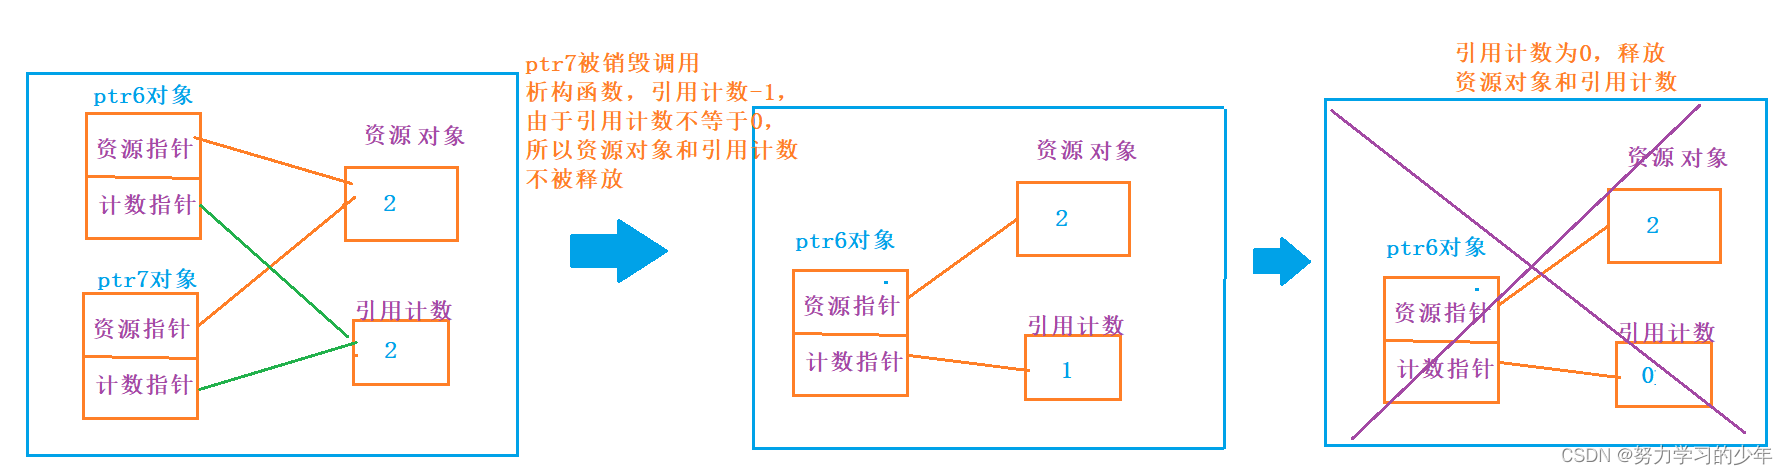 ptr6对象
资源指针
计数指针
资源 对象
2
ptr7对象
资源指针
计数指针
引用计数
2
ptr7被销毁调用
析构函数，引用计数-1，
由于引用计数不等于0，
所以资源对象和引用计数
不被释放
资源 对象
2
ptr6对象
资源指针
计数指针
引用计数
1
引用计数为0，释放
资源对象和引用计数
资源 对象
2
ptr6对象
资源指针
计数指针
引用计数
0
CSDN @努力学习的少年